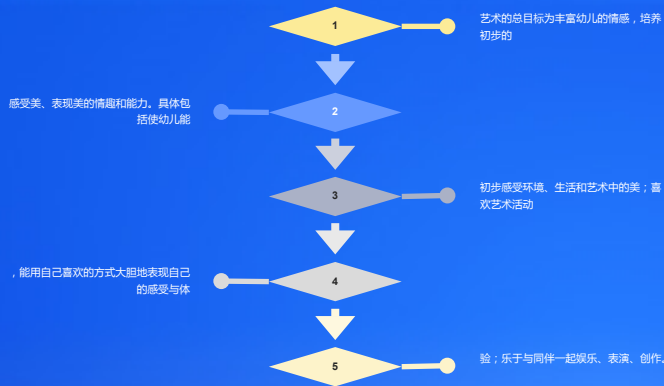 1
艺术的总目标为丰富幼儿的情感，培养
初步的
2
感受美、表现美的情趣和能力。具体包
括使幼儿能
3
初步感受环境、生活和艺术中的美；喜
欢艺术活动
4
，能用自己喜欢的方式大胆地表现自己
的感受与体
5
验；乐于与同伴一起娱乐、表演、创作。